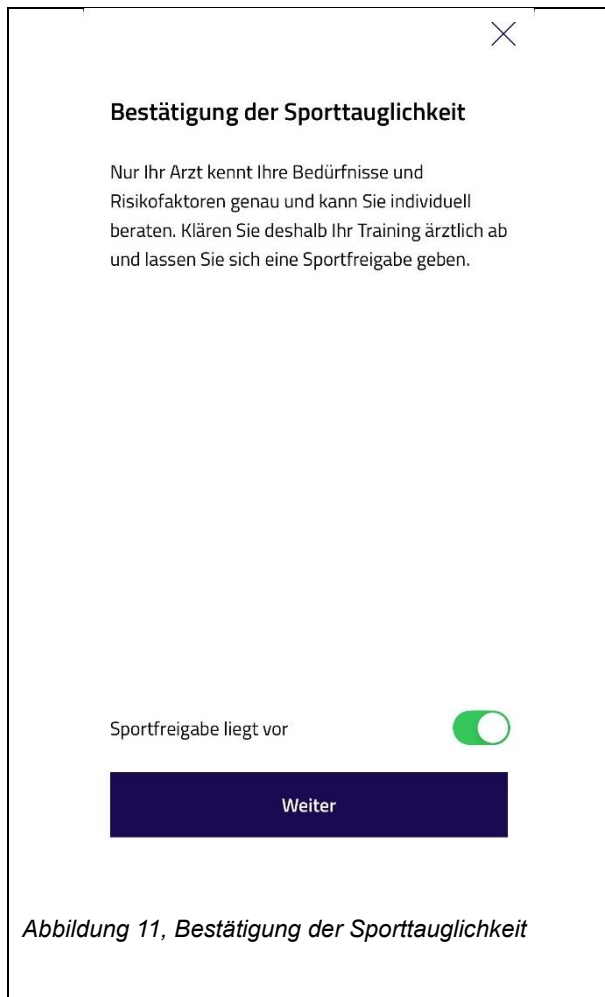 Bestätigung der Sporttauglichkeit
Nur Ihr Arzt kennt Ihre Bedürfnisse und
Risikofaktoren genau und kann Sie individuell
beraten. Klären Sie deshalb Ihr Training ärztlich ab
und lassen Sie sich eine Sportfreigabe geben.
Sportfreigabe liegt vor
Weiter
Abbildung 11, Bestätigung der Sporttauglichkeit